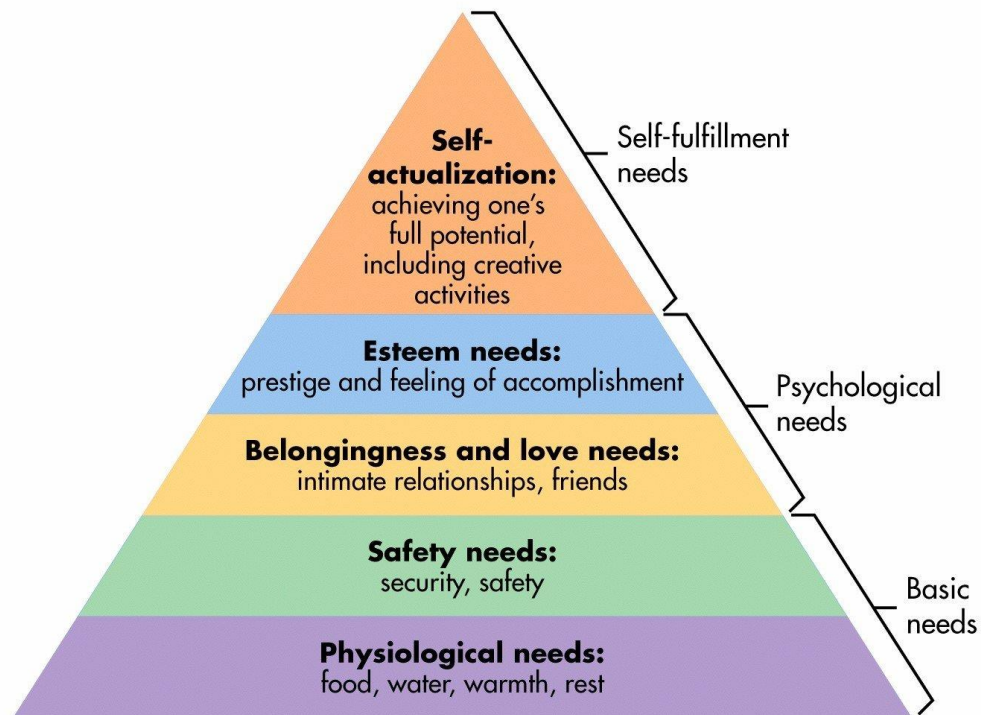 Self-
actualization:
achieving one's
full potential,
including creative
activities
Self-fulfillment
needs
Esteem needs:
prestige and feeling of accomplishment
Psychological
needs
Belongingness and love needs:
intimate relationships, friends
Safety needs:
security, safety
Basic
needs
Physiological needs:
food, water, warmth, rest